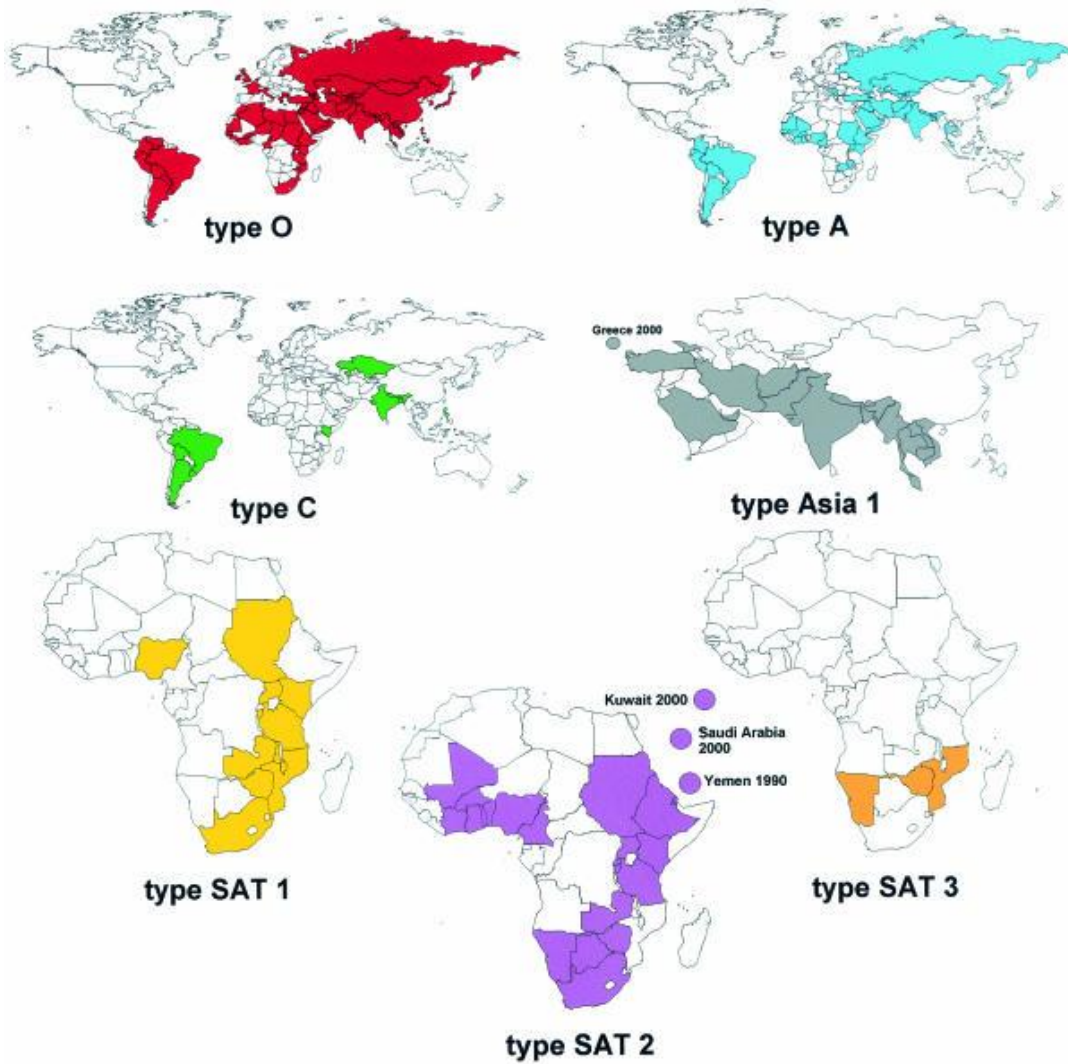 type O
type A
Greece 2000
type C
type Asia 1
Kuwait 2000
Saudi Arabia
2000
Yemen 1990
type SAT 1
type SAT 3
type SAT 2